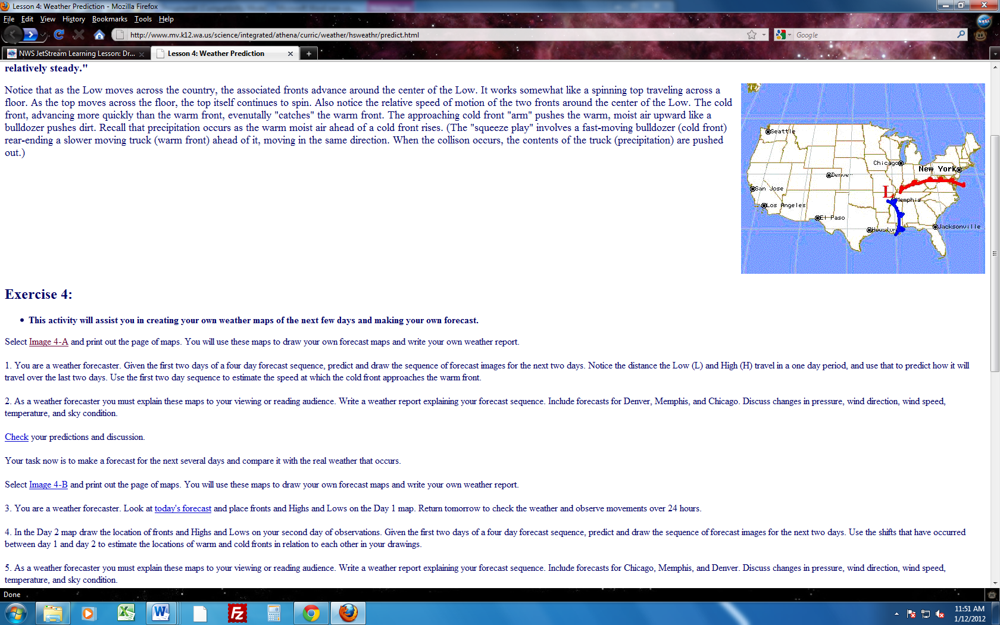 Lesson 4: Weather Prediction - Mozilla Firefox
File Edit View History Bookmarks Tools Help
NASA
http://www.mv.k12.wa.us/science/integrated/athena/curric/weather/hsweathr/predict.html
Google
NWS JetStream Learning Lesson: Dr...
Lesson 4: Weather Prediction
relatively steady."
Notice that as the Low moves across the country, the associated fronts advance around the center of the Low. It works somewhat like a spinning top traveling across a
floor. As the top moves across the floor, the top itself continues to spin. Also notice the relative speed of motion of the two fronts around the center of the Low. The cold
front, advancing more quickly than the warm front, evenutally "catches" the warm front. The approaching cold front "arm" pushes the warm, moist air upward like a
bulldozer pushes dirt. Recall that precipitation occurs as the warm moist air ahead of a cold front rises. (The "squeeze play" involves a fast-moving bulldozer (cold front)
rear-ending a slower moving truck (warm front) ahead of it, moving in the same direction. When the collison occurs, the contents of the truck (precipitation) are pushed
out.)
Seattle
Chicago
New York
Denver
San Jose
L
Memphis
Los Angeles
El Paso
Houston
Jacksonville
Exercise 4:
• This activity will assist you in creating your own weather maps of the next few days and making your own forecast.
Select Image 4-A and print out the page of maps. You will use these maps to draw your own forecast maps and write your own weather report.
1. You are a weather forecaster. Given the first two days of a four day forecast sequence, predict and draw the sequence of forecast images for the next two days. Notice the distance the Low (L) and High (H) travel in a one day period, and use that to predict how it will
travel over the last two days. Use the first two day sequence to estimate the speed at which the cold front approaches the warm front.
2. As a weather forecaster you must explain these maps to your viewing or reading audience. Write a weather report explaining your forecast sequence. Include forecasts for Denver, Memphis, and Chicago. Discuss changes in pressure, wind direction, wind speed,
temperature, and sky condition.
Check your predictions and discussion.
Your task now is to make a forecast for the next several days and compare it with the real weather that occurs.
Select Image 4-B and print out the page of maps. You will use these maps to draw your own forecast maps and write your own weather report.
3. You are a weather forecaster. Look at today's forecast and place fronts and Highs and Lows on the Day 1 map. Return tomorrow to check the weather and observe movements over 24 hours.
4. In the Day 2 map draw the location of fronts and Highs and Lows on your second day of observations. Given the first two days of a four day forecast sequence, predict and draw the sequence of forecast images for the next two days. Use the shifts that have occurred
between day 1 and day 2 to estimate the locations of warm and cold fronts in relation to each other in your drawings.
5. As a weather forecaster you must explain these maps to your viewing or reading audience. Write a weather report explaining your forecast sequence. Include forecasts for Chicago, Memphis, and Denver. Discuss changes in pressure, wind direction, wind speed,
temperature, and sky condition.
Done
11:51 AM
1/12/2012